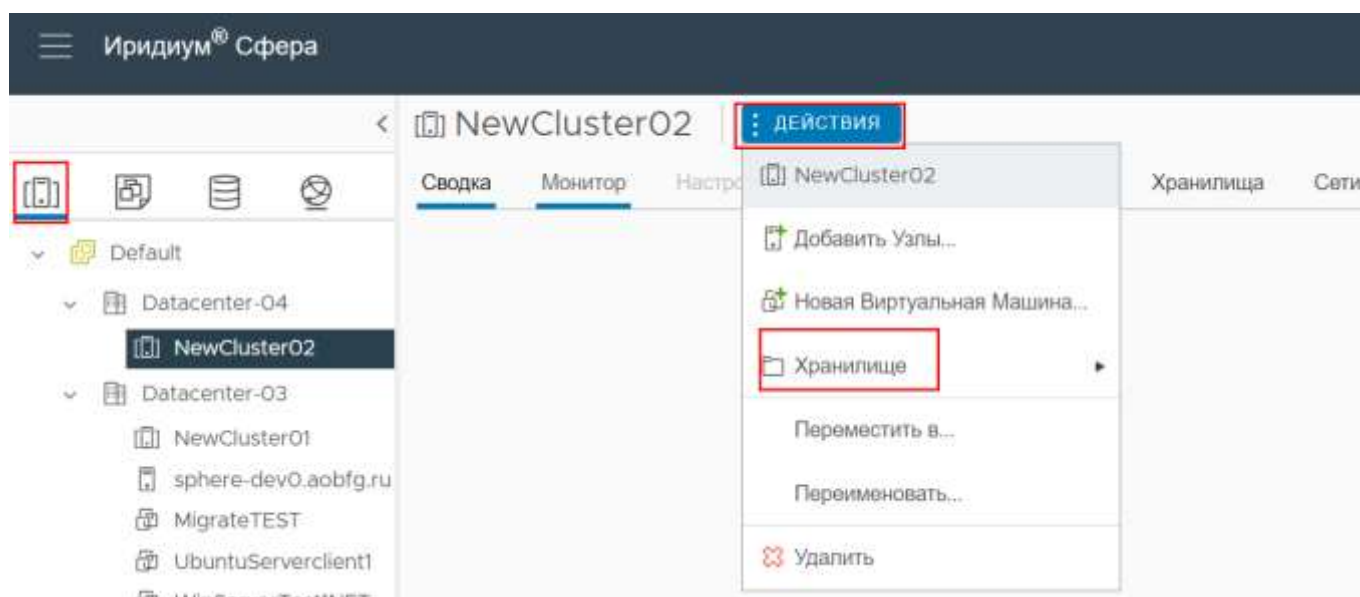 Иридиум® Сфера
NewCluster02
ДЕЙСТВИЯ
Сводка Монитор Хранилища Сети
NewCluster02
Добавить Узлы...
Новая Виртуальная Машина...
Хранилище
Переместить в...
Переименовать...
Удалить
Default
Datacenter-04
NewCluster02
Datacenter-03
NewCluster01
sphere-dev0.aobfg.ru
MigrateTEST
UbuntuServerclient1